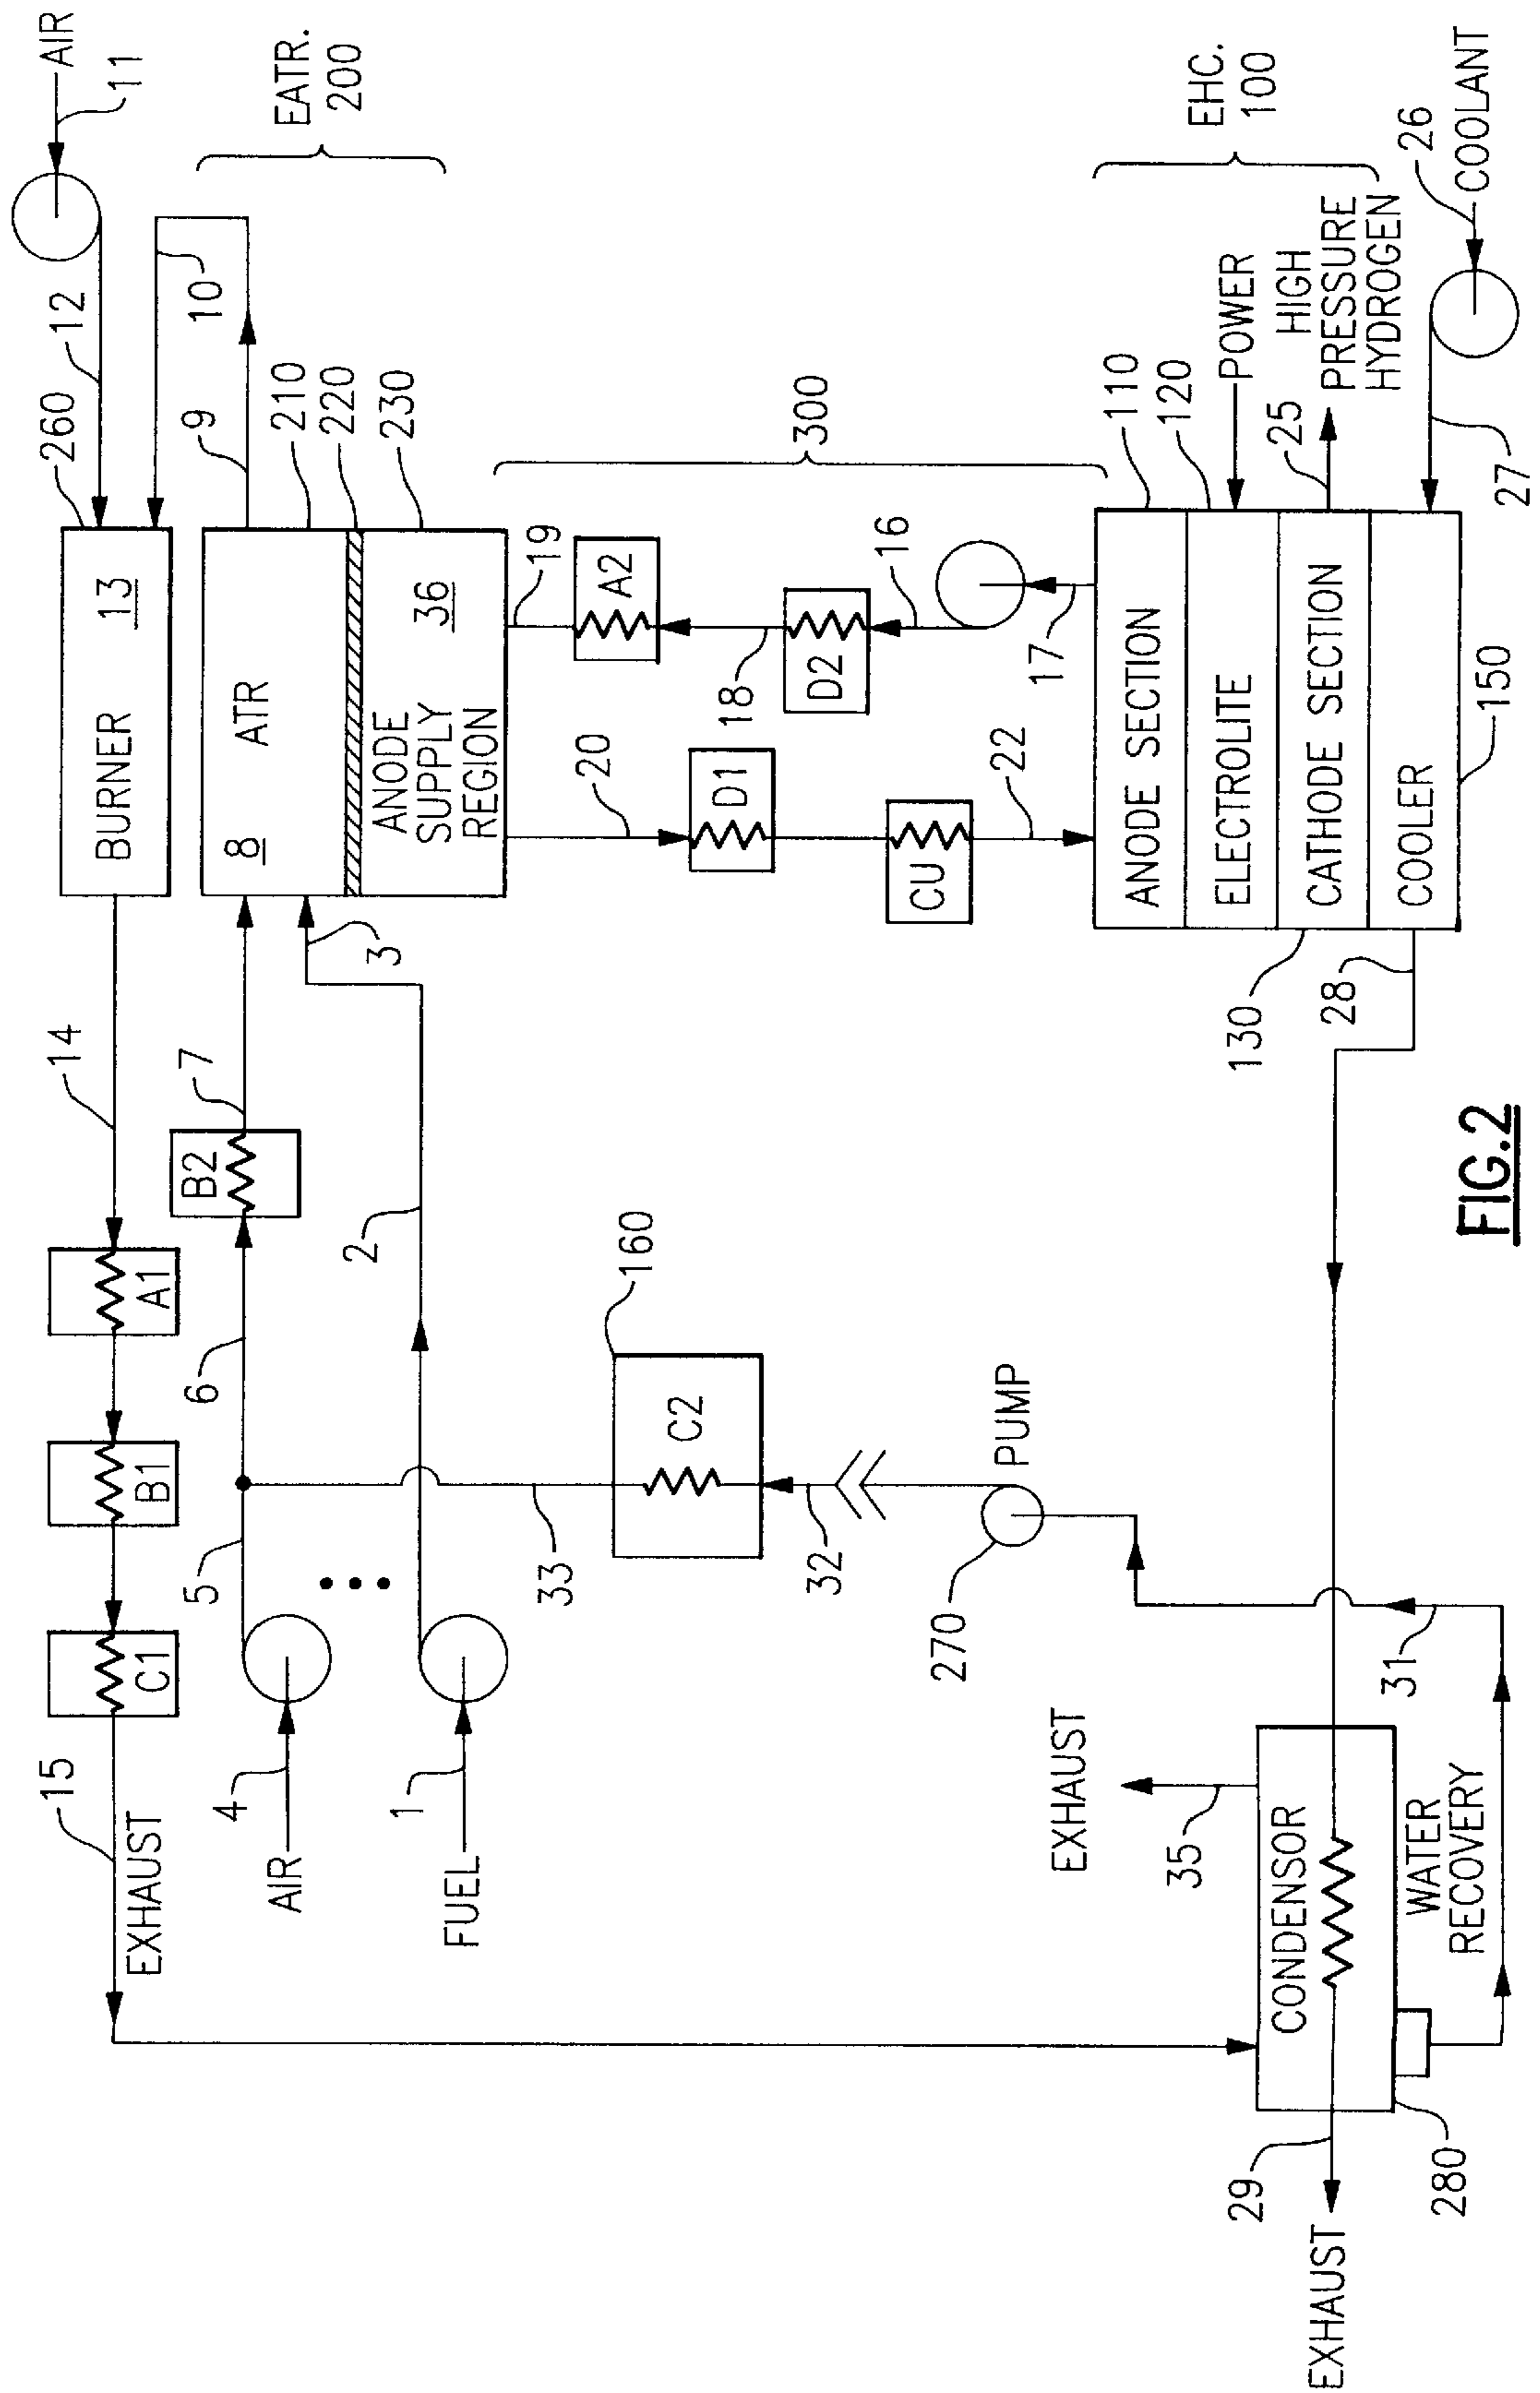 AIR
11
12
260
10
9
EATR.
200
BURNER
13
14
A1
B1
C1
15
EXHAUST
210
220
230
8
ATR
ANODE
SUPPLY
REGION
36
3
7
B2
6
5
4
AIR
2
1
FUEL
33
160
C2
32
PUMP
270
300
19
A2
18
D2
16
17
20
D1
CU
22
EHC.
100
110
120
POWER
25
HIGH
PRESSURE
HYDROGEN
26
COOLANT
27
ANODE SECTION
ELECTROLITE
CATHODE SECTION
COOLER
150
130
28
31
EXHAUST
35
CONDENSOR
WATER
RECOVERY
280
29
EXHAUST
FIG.2